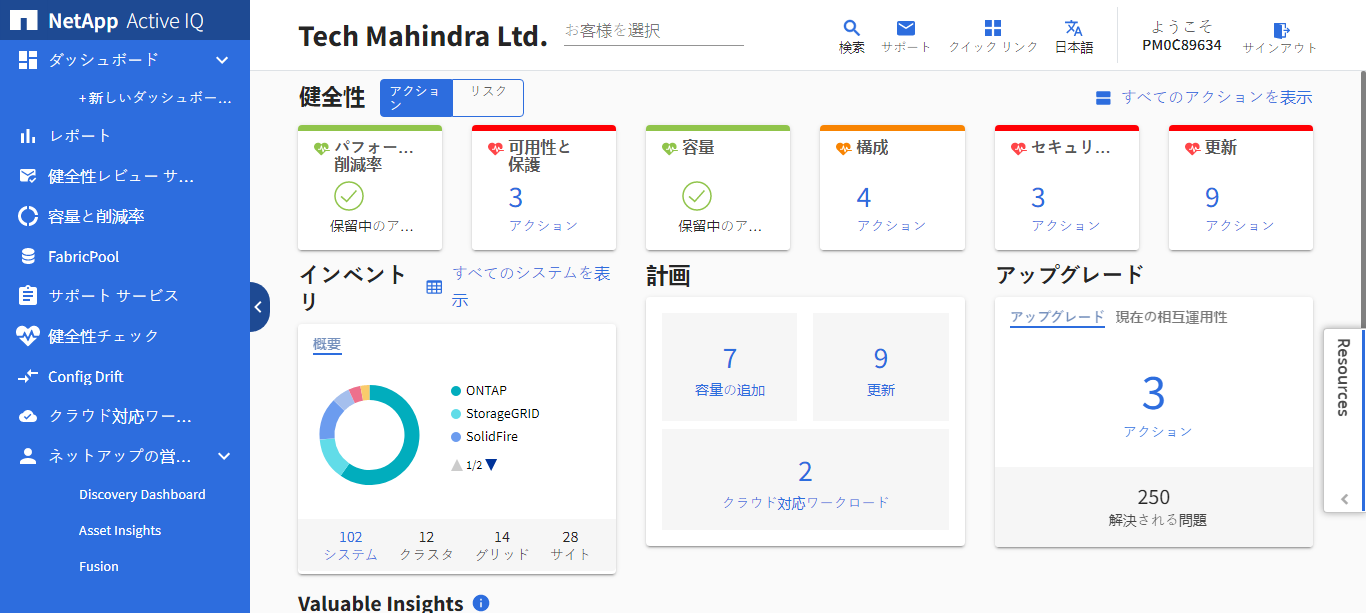 NetApp Active IQ
ダッシュボード
+ 新しいダッシュボー...
レポート
健全性レビュー サ...
容量と削減率
FabricPool
サポート サービス
健全性チェック
Config Drift
クラウド対応ワー...
ネットアップの営...
Discovery Dashboard
Asset Insights
Fusion
Tech Mahindra Ltd.
お客様を選択
検索
サポート
クイック リンク
日本語
ようこそ
PM0C89634
サインアウト
健全性
アクショ
ン
リスク
すべてのアクションを表示
パフォー...
削減率
保留中のア...
可用性と
保護
3
アクション
容量
保留中のア...
構成
4
アクション
セキュリ...
3
アクション
更新
9
アクション
インベント
リ
すべてのシステムを表
示
概要
ONTAP
StorageGRID
SolidFire
1/2
102
システム
12
クラスタ
14
グリッド
28
サイト
計画
7
容量の追加
9
更新
2
クラウド対応ワークロード
アップグレード
アップグレード 現在の相互運用性
3
アクション
250
解決される問題
Resources
Valuable Insights